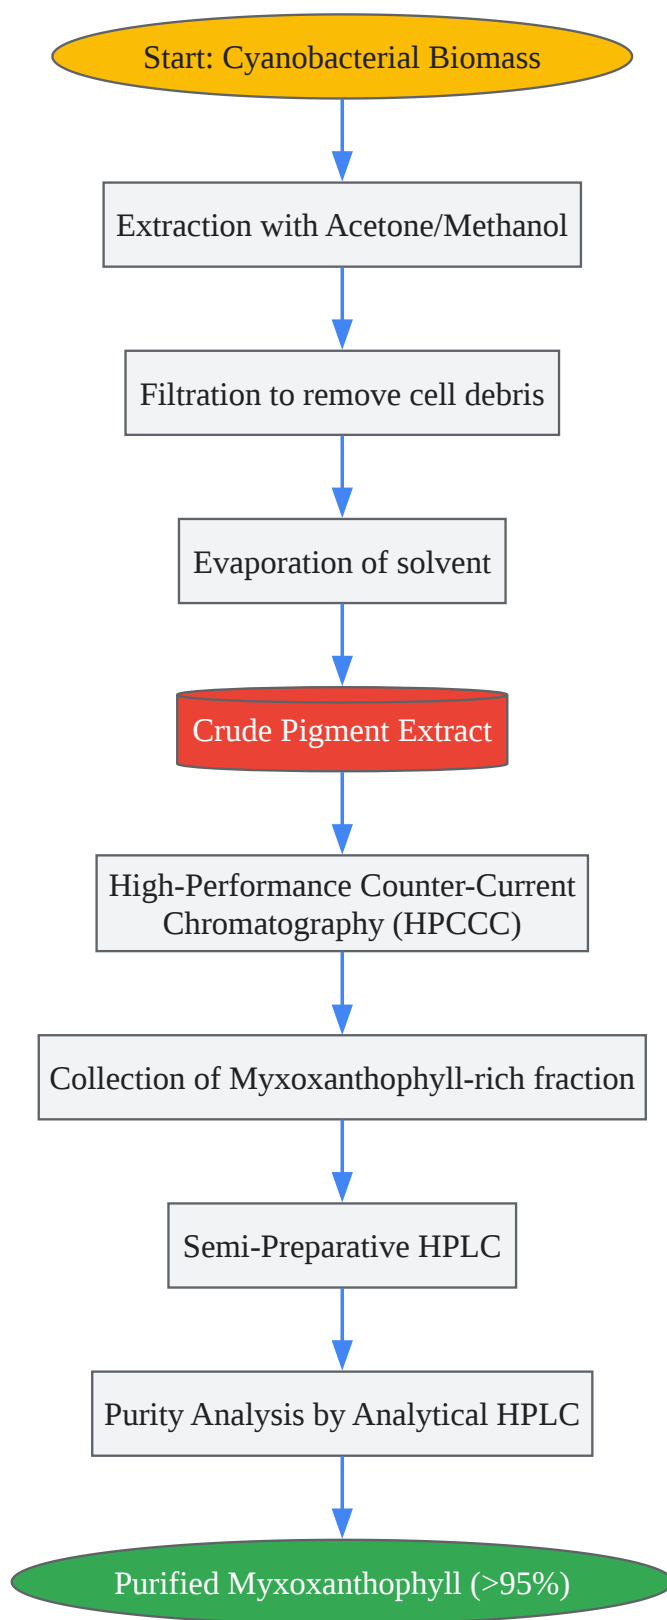 Start: Cyanobacterial Biomass
Extraction with Acetone/Methanol
Filtration to remove cell debris
Evaporation of solvent
Crude Pigment Extract
High-Performance Counter-Current
Chromatography (HPCCC)
Collection of Myxoxanthophyll-rich fraction
Semi-Preparative HPLC
Purity Analysis by Analytical HPLC
Purified Myxoxanthophyll (>95%)